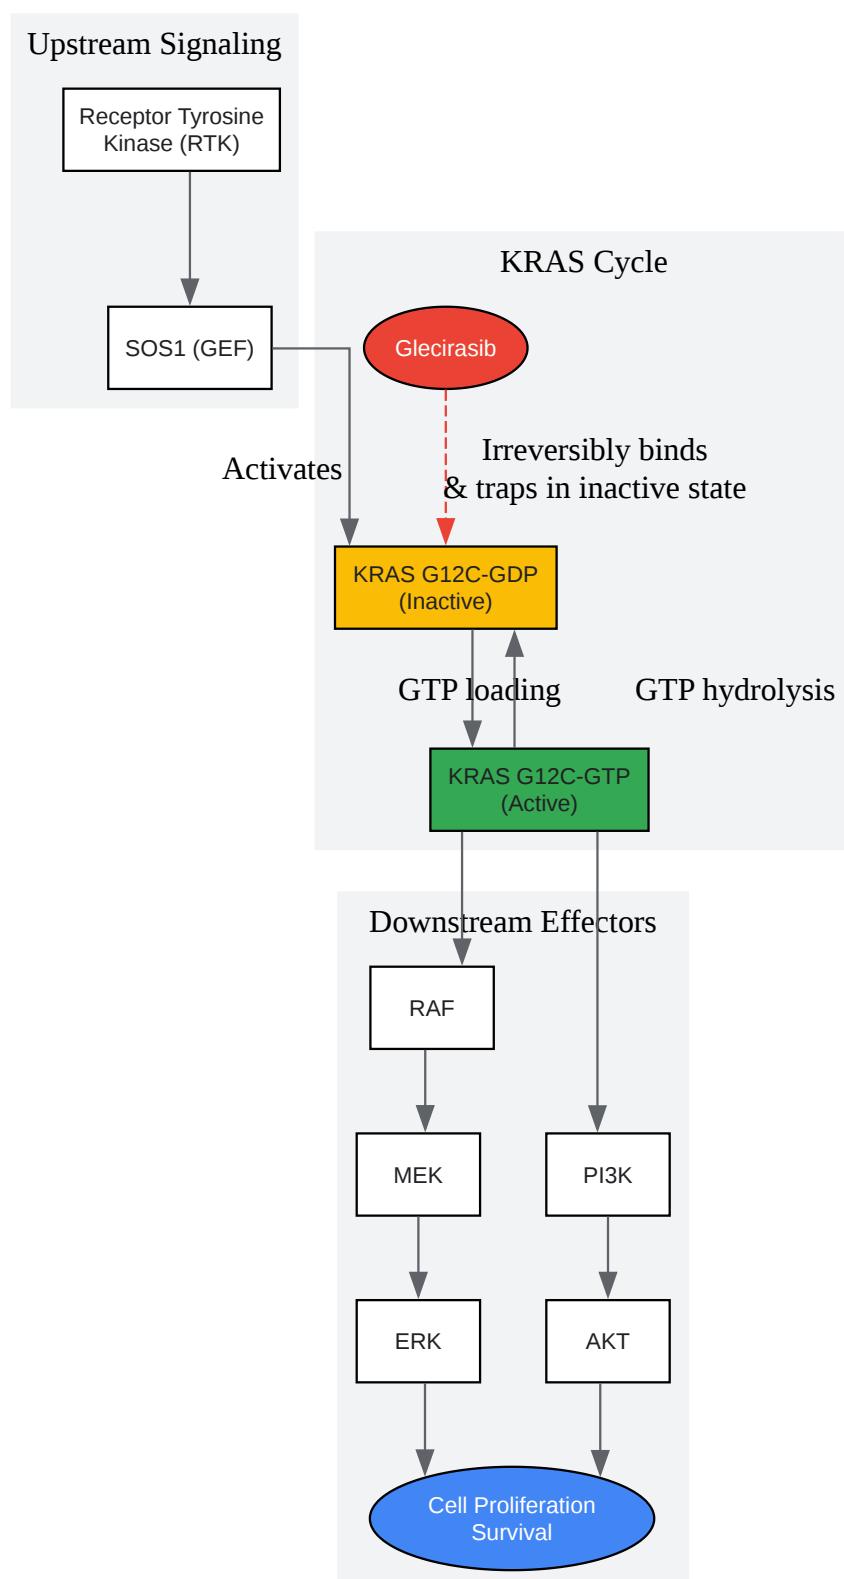 Upstream Signaling
Receptor Tyrosine
Kinase (RTK)
KRAS Cycle
SOS1 (GEF)
Glecirasib
Activates
Irreversibly binds
& traps in inactive state
KRAS G12C-GDP
(Inactive)
GTP loading
GTP hydrolysis
KRAS G12C-GTP
(Active)
Downstream Effectors
RAF
MEK
PI3K
ERK
AKT
Cell Proliferation
Survival